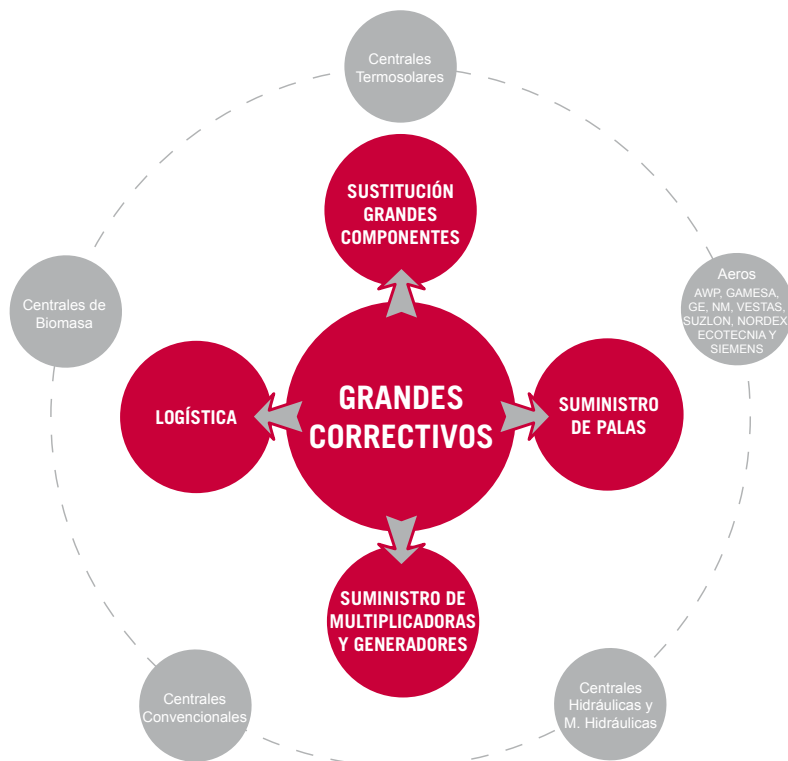 Centrales
Termosolares
SUSTITUCIÓN
GRANDES
COMPONENTES
Aeros
AWP, GAMESA,
GE, NM, VESTAS,
SUZLON, NORDEX
ECOTECNIA Y
SIEMENS
Centrales de
Biomasa
LOGÍSTICA
GRANDES
CORRECTIVOS
SUMINISTRO
DE PALAS
SUMINISTRO DE
MULTIPLICADORAS
Y GENERADORES
Centrales
Convencionales
Centrales
Hidráulicas y
M. Hidráulicas